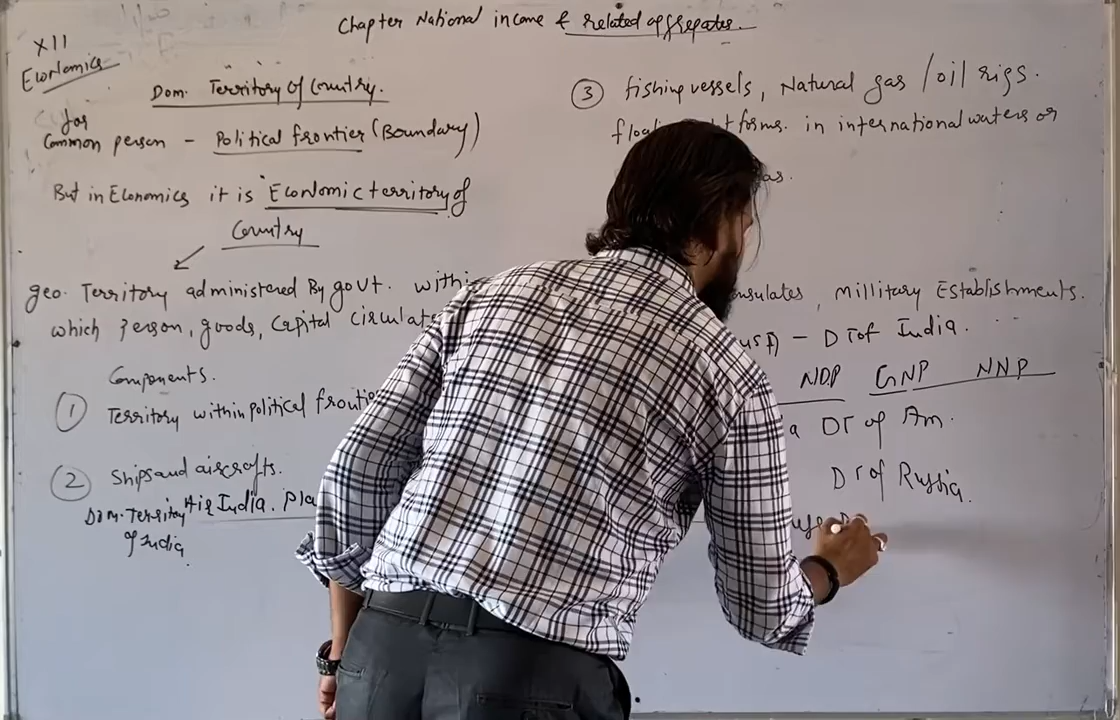 Chapter National income & related aggregates.
XII
Economics
Dom. Territory of Country.
for
Common person - Political frontier (Boundary)
But in Economics it is Economic territory of
Country
geo. Territory administered By govt. within
which person, goods, Capital circulate
Components.
① Territory within political frontie
② Ships and aircrafts.
Dom. Territory Air India. Pla
of India
③ fishing vessels, Natural gas / oil rigs.
in international waters or
as.
nsulates, Millitary Establishments.
USA) - DT of India.
NDP GNP NNP
a DT of Am.
DT of Russia.